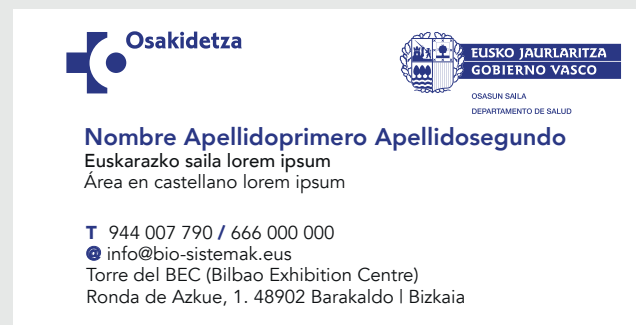 Osakidetza
EUSKO JAURLARITZA
GOBIERNO VASCO
OSASUN SAILA
DEPARTAMENTO DE SALUD
Nombre Apellidoprimero Apellidosegundo
Euskarazko saila lorem ipsum
Área en castellano lorem ipsum
T 944 007 790 / 666 000 000
@ info@bio-sistemak.eus
Torre del BEC (Bilbao Exhibition Centre)
Ronda de Azkue, 1. 48902 Barakaldo | Bizkaia